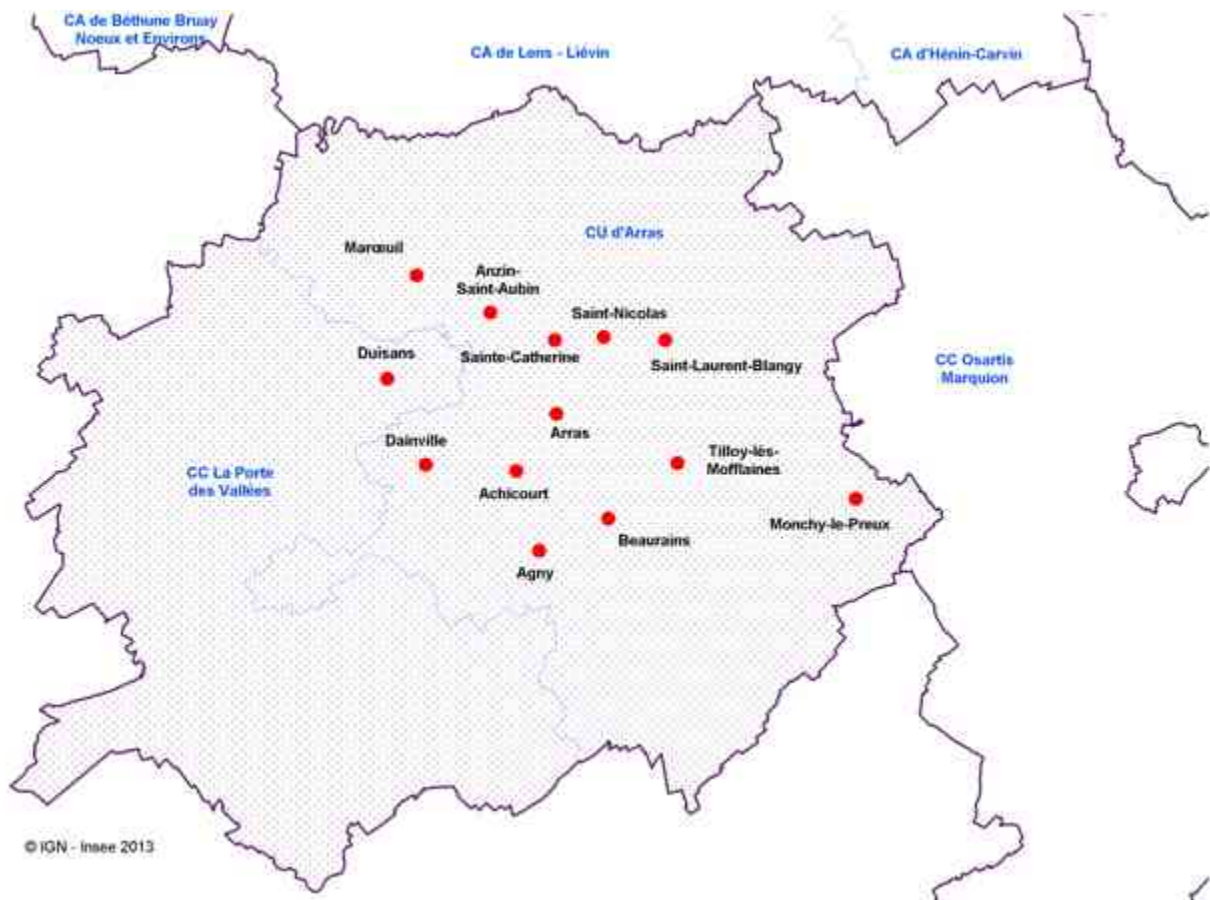 CA de Béthune Bruay
Noeux et Environs
CA de Lens - Liévin
CA d'Hénin-Carvin
CU d'Arras
Marœuil
Anzin-
Saint-Aubin
Saint-Nicolas
Duisans
Sainte-Catherine
Saint-Laurent-Blangy
CC Osartis
Marquion
Arras
Dainville
Tilloy-lés-
Mofflaines
CC La Porte
des Vallées
Achicourt
Monchy-le-Preux
Beaurains
Agny
© IGN - Insee 2013